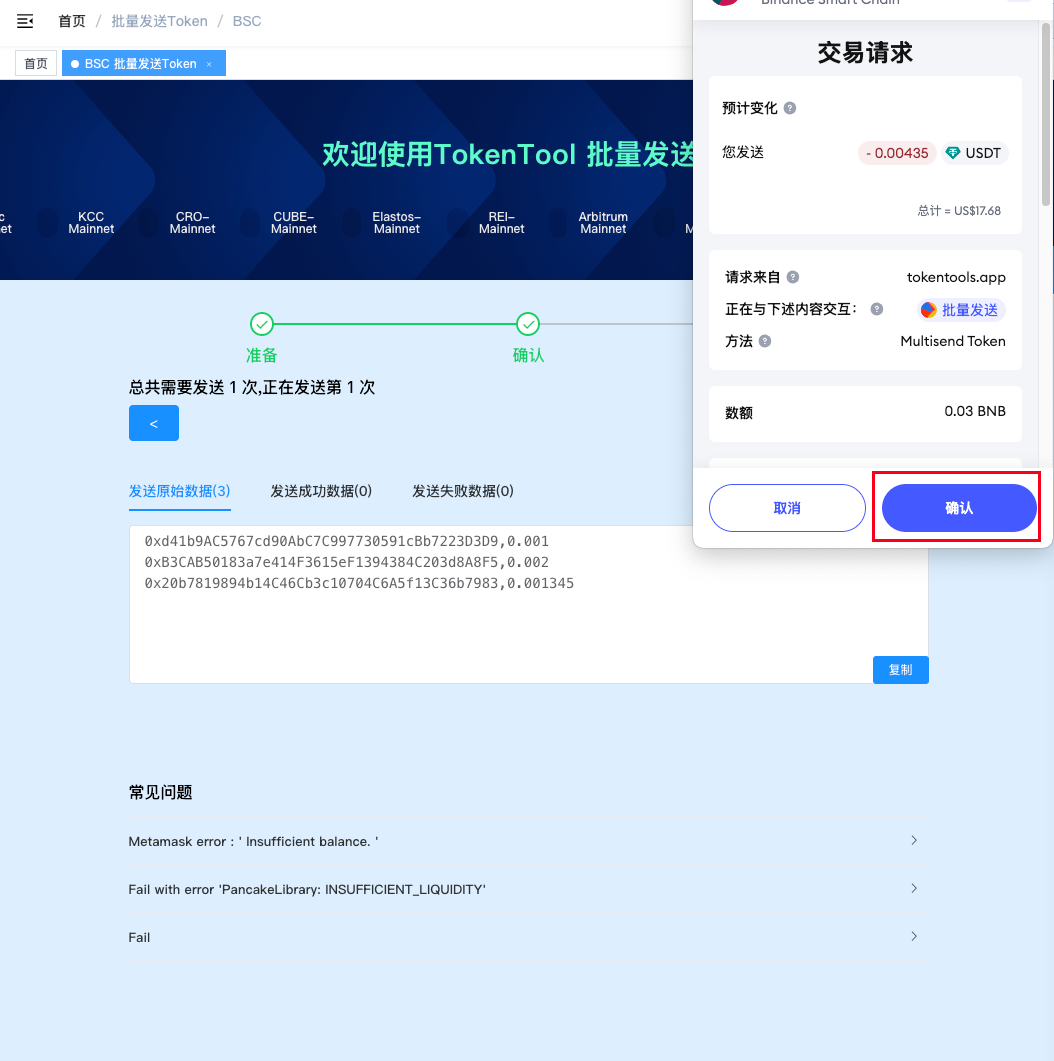 首页 / 批量发送Token / BSC
首页
BSC 批量发送Token ×
欢迎使用TokenTool 批量发送
KCC-
Mainnet
CRO-
Mainnet
CUBE-
Mainnet
Elastos-
Mainnet
REI-
Mainnet
Arbitrum
Mainnet
准备
确认
总共需要发送 1 次,正在发送第 1 次
<
发送原始数据(3)
发送成功数据(0)
发送失败数据(0)
0xd41b9AC5767cd90AbC7C997730591cBb7223D3D9,0.001
0xB3CAB50183a7e414F3615eF1394384C203d8A8F5,0.002
0x20b7819894b14C46Cb3c10704C6A5f13C36b7983,0.001345
复制
常见问题
Metamask error : ' Insufficient balance. '
Fail with error 'PancakeLibrary: INSUFFICIENT_LIQUIDITY'
Fail
Binance Smart Chain
交易请求
预计变化
您发送
- 0.00435
USDT
总计 = US$17.68
请求来自
tokentools.app
正在与下述内容交互:
批量发送
方法
Multisend Token
数额
0.03 BNB
取消
确认